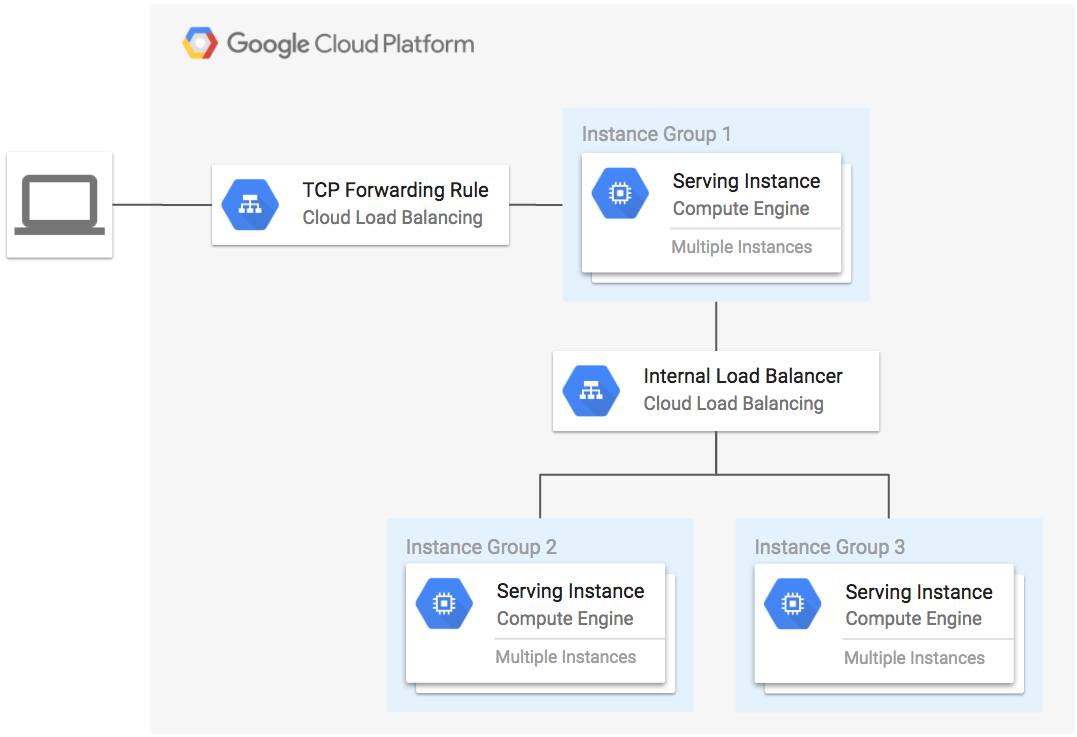 Google Cloud Platform
Instance Group 1
Serving Instance
Compute Engine
Multiple Instances
TCP Forwarding Rule
Cloud Load Balancing
Internal Load Balancer
Cloud Load Balancing
Instance Group 2
Serving Instance
Compute Engine
Multiple Instances
Instance Group 3
Serving Instance
Compute Engine
Multiple Instances